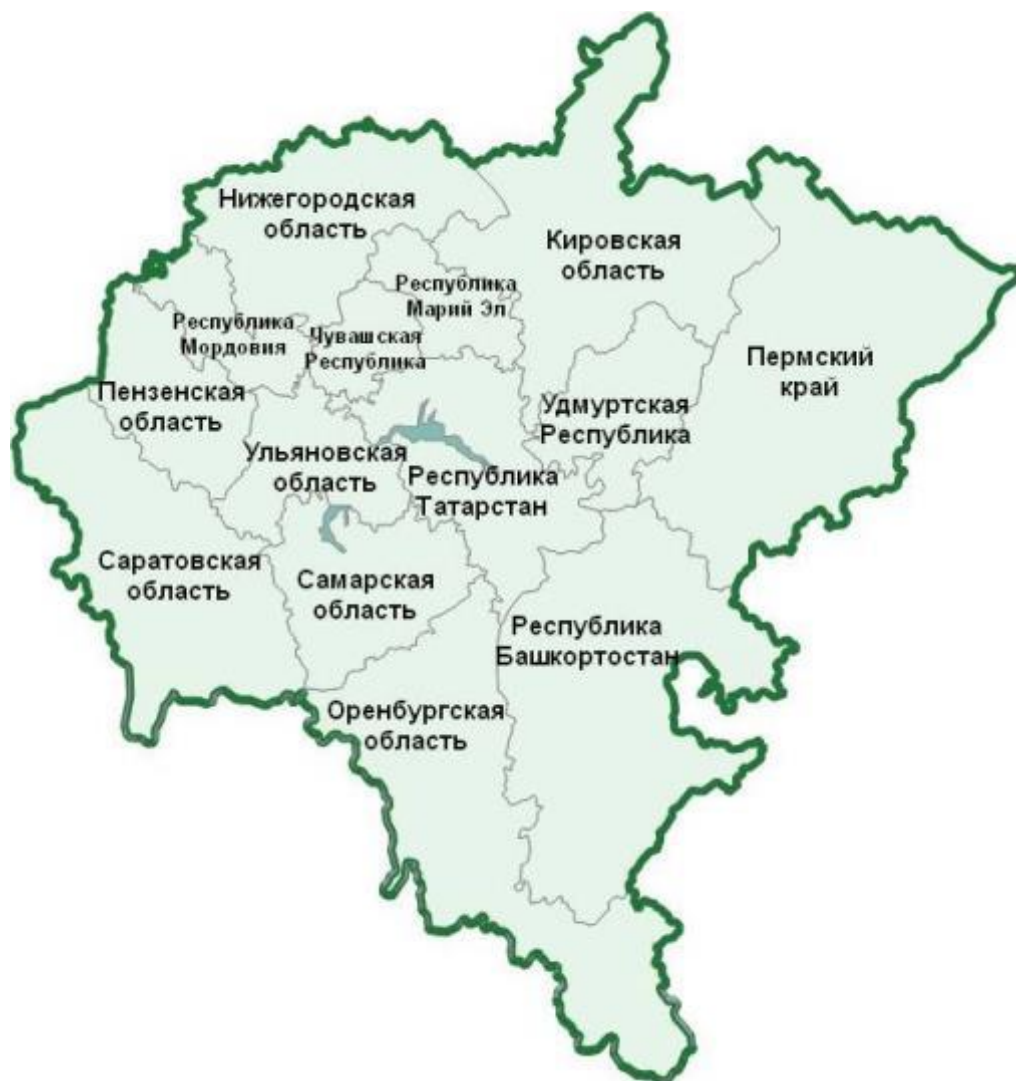 Нижегородская
область
Кировская
область
Республика
Марий Эл
Республика
Мордовия
Чувашская
Республика
Пермский
край
Пензенская
область
Удмуртская
Республика
Ульяновская
область
Республика
Татарстан
Саратовская
область
Самарская
область
Республика
Башкортостан
Оренбургская
область